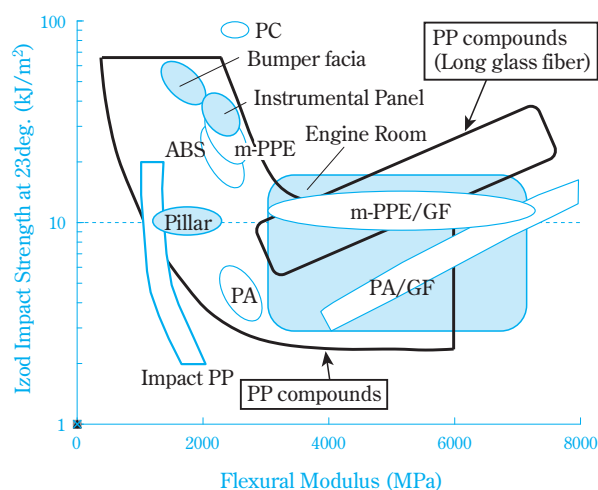 Izod Impact Strength at 23deg. (kJ/m²)
100
10
1
PC
Bumper facia
Instrumental Panel
PP compounds
(Long glass fiber)
Engine Room
ABS
m-PPE
Pillar
m-PPE/GF
PA
PA/GF
Impact PP
PP compounds
0
2000
4000
6000
8000
Flexural Modulus (MPa)